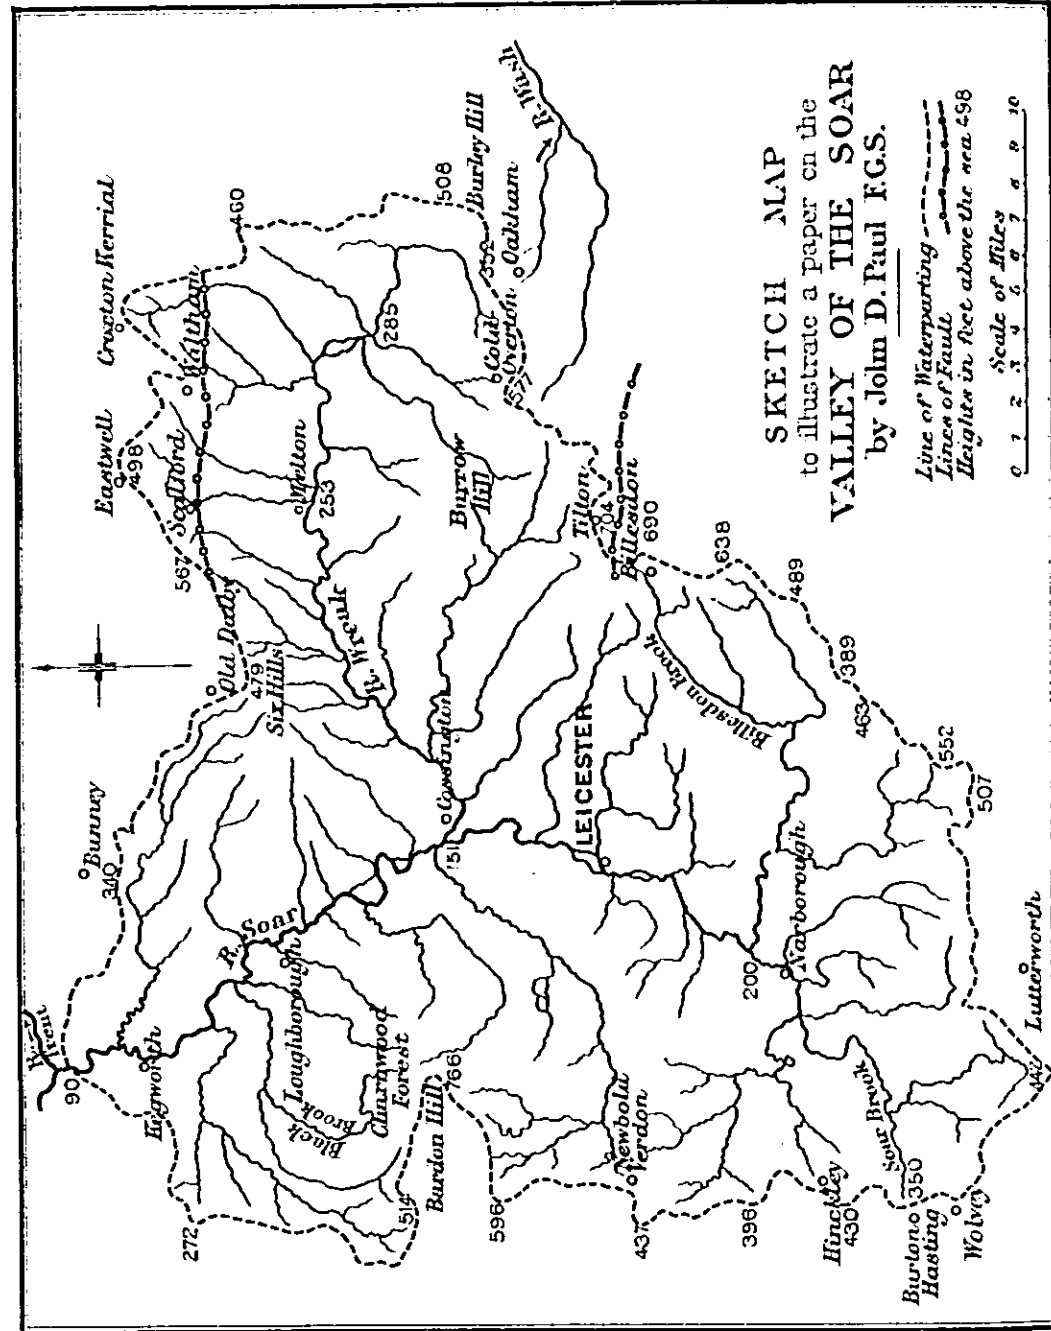 SKETCH MAP
to illustrate a paper on the
VALLEY OF THE SOAR
by John D. Paul F.G.S.
Line of Waterparting
Lines of Fault
Heights in feet above the sea 498
Scale of Miles
0 1 2 3 4 5 6 7 8 9 10
R. Trent
90
Kegworth
272
Bunney
340
R. Soar
Loughborough
Black Brook
Charnwood
Forest
Burdon Hill
766
514
596
Old Dalby
479
Six Hills
567
Eastwell
498
Scalford
Croxton Kerrial
Waltham
460
Melton
253
R. Wreak
285
508
Burley Hill
352
Oakham
R. Wash
Cold
Overton
577
Burrow
Hill
Cossington
151
Tilton
704
Billesdon
690
638
489
389
463
552
507
Billesdon Brook
LEICESTER
Newbold
Verdon
437
396
Hinckley
430
200
Narborough
Soar Brook
350
Burton
Hasting
Wolvey
442
Lutterworth